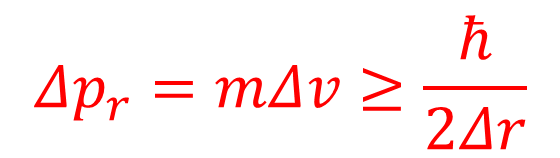 Δp_r = mΔv ≥ ħ / 2Δr